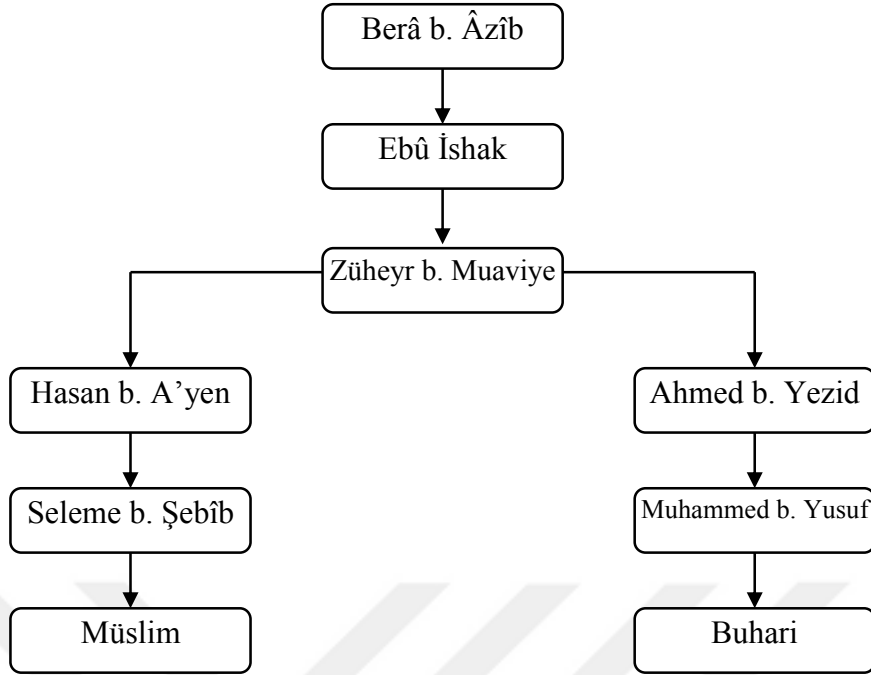 Berâ b. Âzîb
Ebû İshak
Züheyr b. Muaviye
Hasan b. A’yen
Ahmed b. Yezid
Seleme b. Şebîb
Muhammed b. Yusuf
Müslim
Buhari